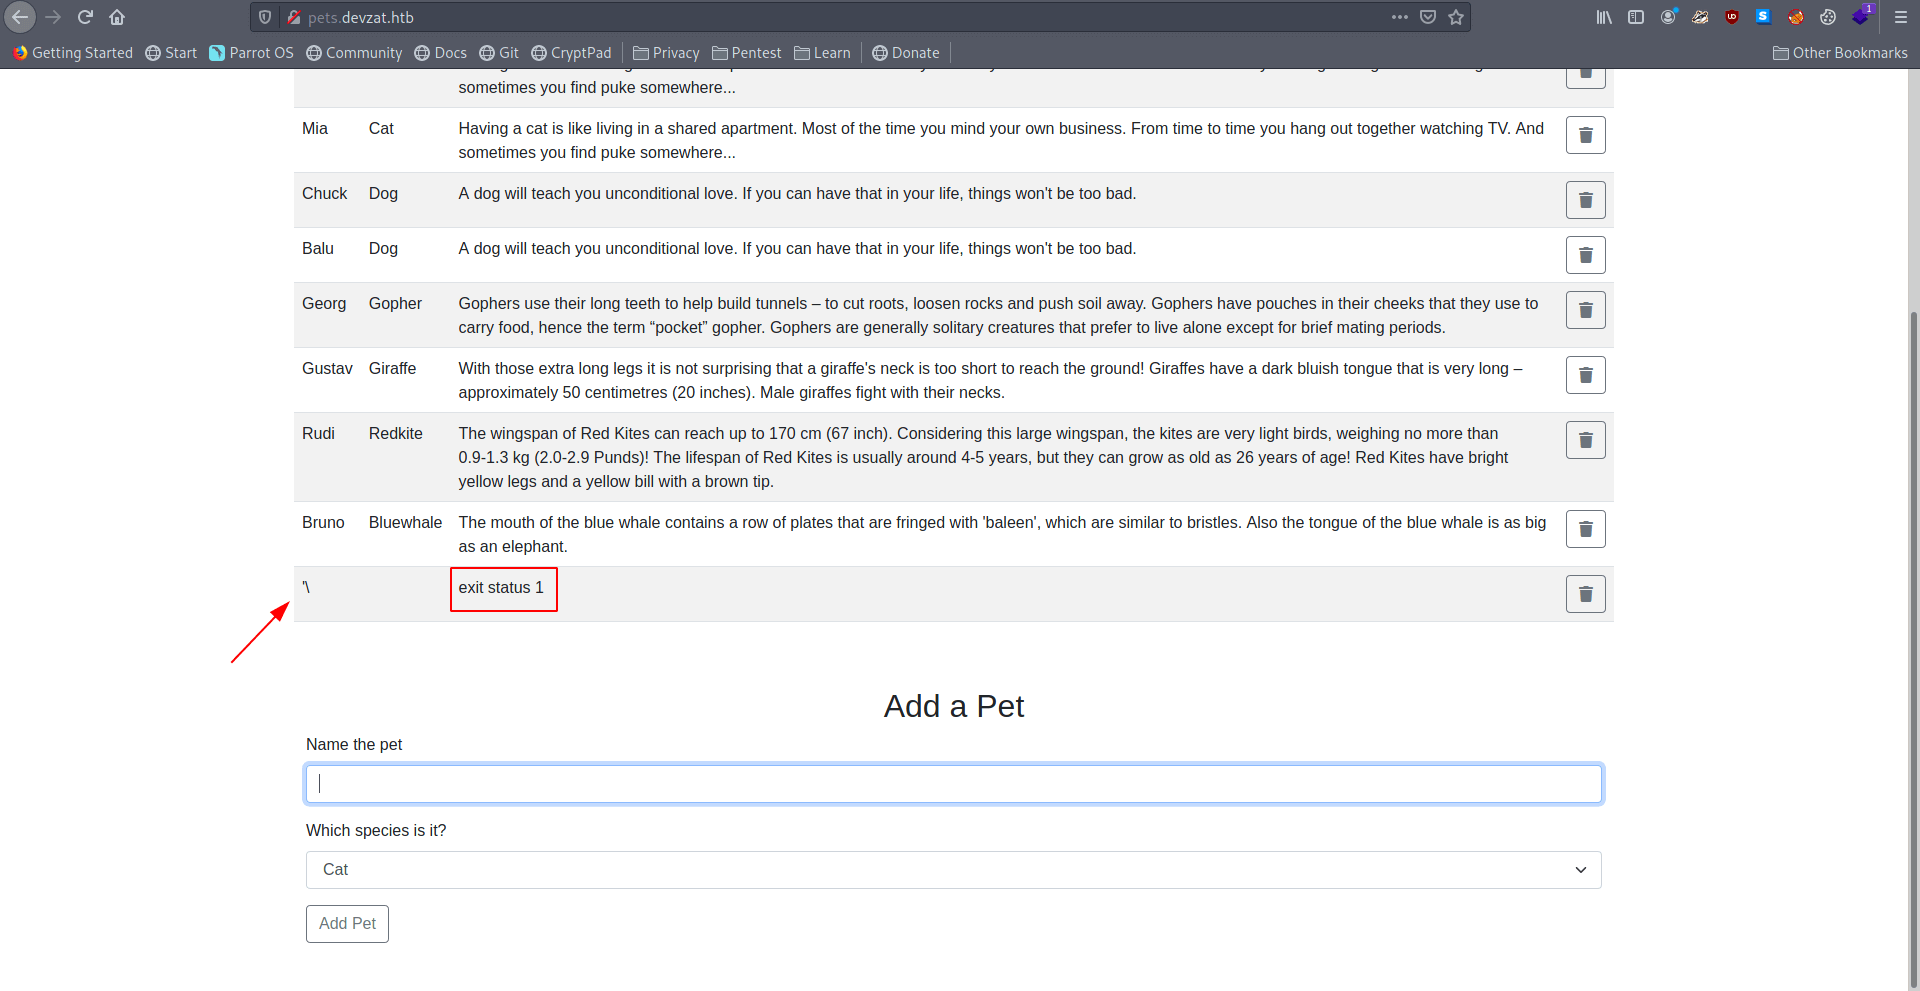 pets.devzat.htb
1
Getting Started Start Parrot OS Community Docs Git CryptPad Privacy Pentest Learn Donate Other Bookmarks
sometimes you find puke somewhere...
Mia Cat Having a cat is like living in a shared apartment. Most of the time you mind your own business. From time to time you hang out together watching TV. And
sometimes you find puke somewhere...
Chuck Dog A dog will teach you unconditional love. If you can have that in your life, things won't be too bad.
Balu Dog A dog will teach you unconditional love. If you can have that in your life, things won't be too bad.
Georg Gopher Gophers use their long teeth to help build tunnels – to cut roots, loosen rocks and push soil away. Gophers have pouches in their cheeks that they use to
carry food, hence the term “pocket” gopher. Gophers are generally solitary creatures that prefer to live alone except for brief mating periods.
Gustav Giraffe With those extra long legs it is not surprising that a giraffe's neck is too short to reach the ground! Giraffes have a dark bluish tongue that is very long –
approximately 50 centimetres (20 inches). Male giraffes fight with their necks.
Rudi Redkite The wingspan of Red Kites can reach up to 170 cm (67 inch). Considering this large wingspan, the kites are very light birds, weighing no more than
0.9-1.3 kg (2.0-2.9 Punds)! The lifespan of Red Kites is usually around 4-5 years, but they can grow as old as 26 years of age! Red Kites have bright
yellow legs and a yellow bill with a brown tip.
Bruno Bluewhale The mouth of the blue whale contains a row of plates that are fringed with 'baleen', which are similar to bristles. Also the tongue of the blue whale is as big
as an elephant.
'\ exit status 1
Add a Pet
Name the pet
Which species is it?
Cat
Add Pet